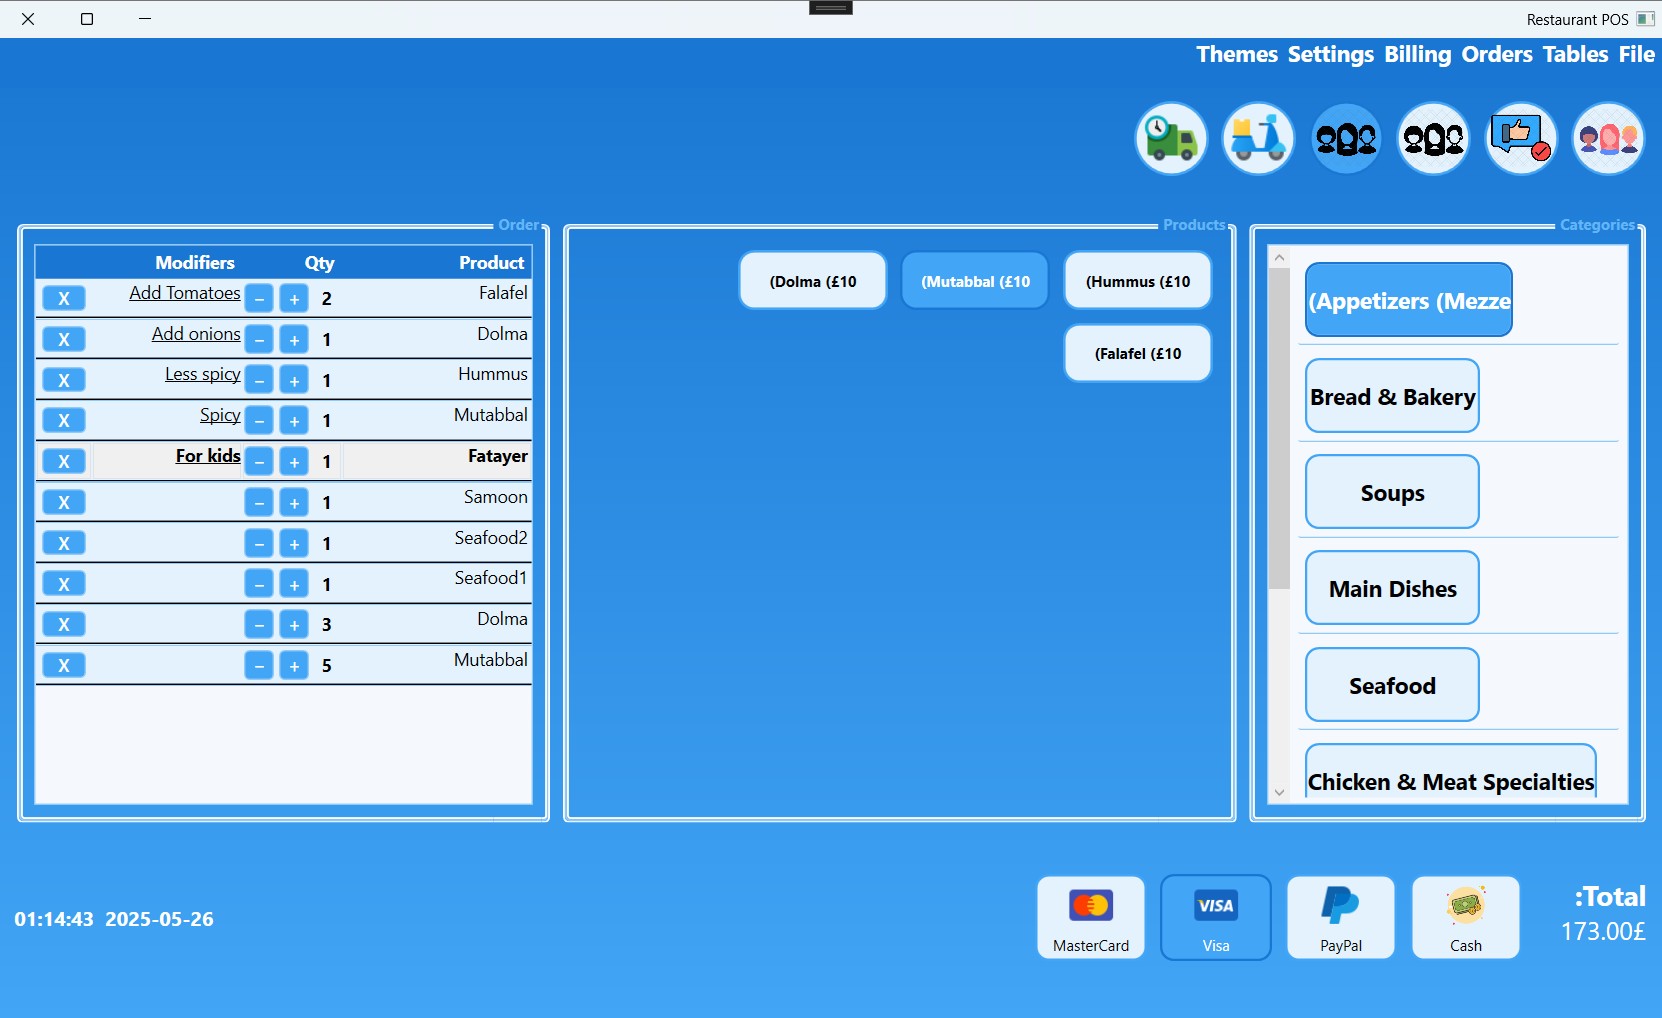 Restaurant POS
Themes Settings Billing Orders Tables File
Order
Modifiers Qty Product
X Add Tomatoes − + 2 Falafel
X Add onions − + 1 Dolma
X Less spicy − + 1 Hummus
X Spicy − + 1 Mutabbal
X For kids − + 1 Fatayer
X − + 1 Samoon
X − + 1 Seafood2
X − + 1 Seafood1
X − + 3 Dolma
X − + 5 Mutabbal
Products
(Dolma (£10 (Mutabbal (£10 (Hummus (£10
(Falafel (£10
Categories
(Appetizers (Mezze
Bread & Bakery
Soups
Main Dishes
Seafood
Chicken & Meat Specialties
01:14:43 2025-05-26
MasterCard
VISA
Visa
PayPal
Cash
:Total
173.00£